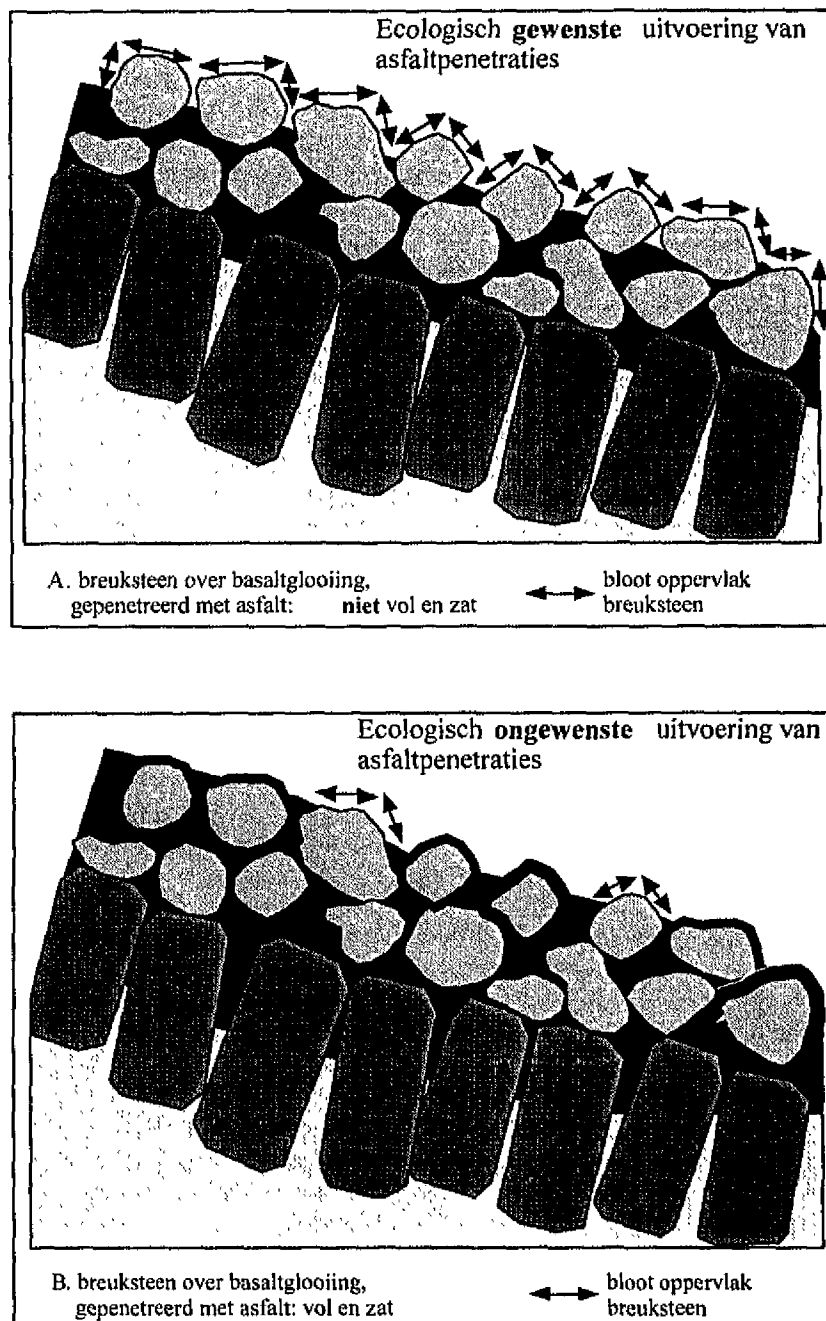 Ecologisch gewenste uitvoering van
asfaltpenetraties
A. breuksteen over basaltglooiing,
gepenetreerd met asfalt: niet vol en zat
bloot oppervlak
breuksteen
Ecologisch ongewenste uitvoering van
asfaltpenetraties
B. breuksteen over basaltglooiing,
gepenetreerd met asfalt: vol en zat
bloot oppervlak
breuksteen